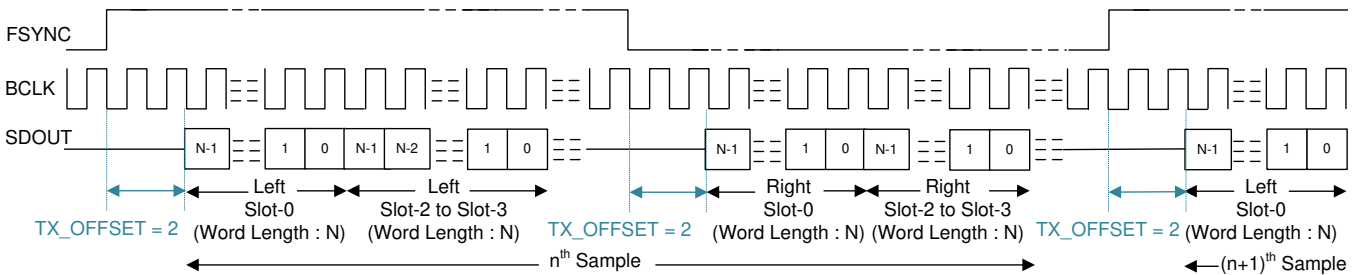 FSYNC
BCLK
SDOUT
N-1 1 0 N-1 N-2 1 0 N-1 1 0 N-1 1 0 N-1 1 0
Left Left Right Right Left
Slot-0 Slot-2 to Slot-3 Slot-0 Slot-2 to Slot-3 Slot-0
TX_OFFSET = 2 (Word Length : N) (Word Length : N) TX_OFFSET = 2 (Word Length : N) (Word Length : N) TX_OFFSET = 2 (Word Length : N)
nth Sample (n+1)th Sample